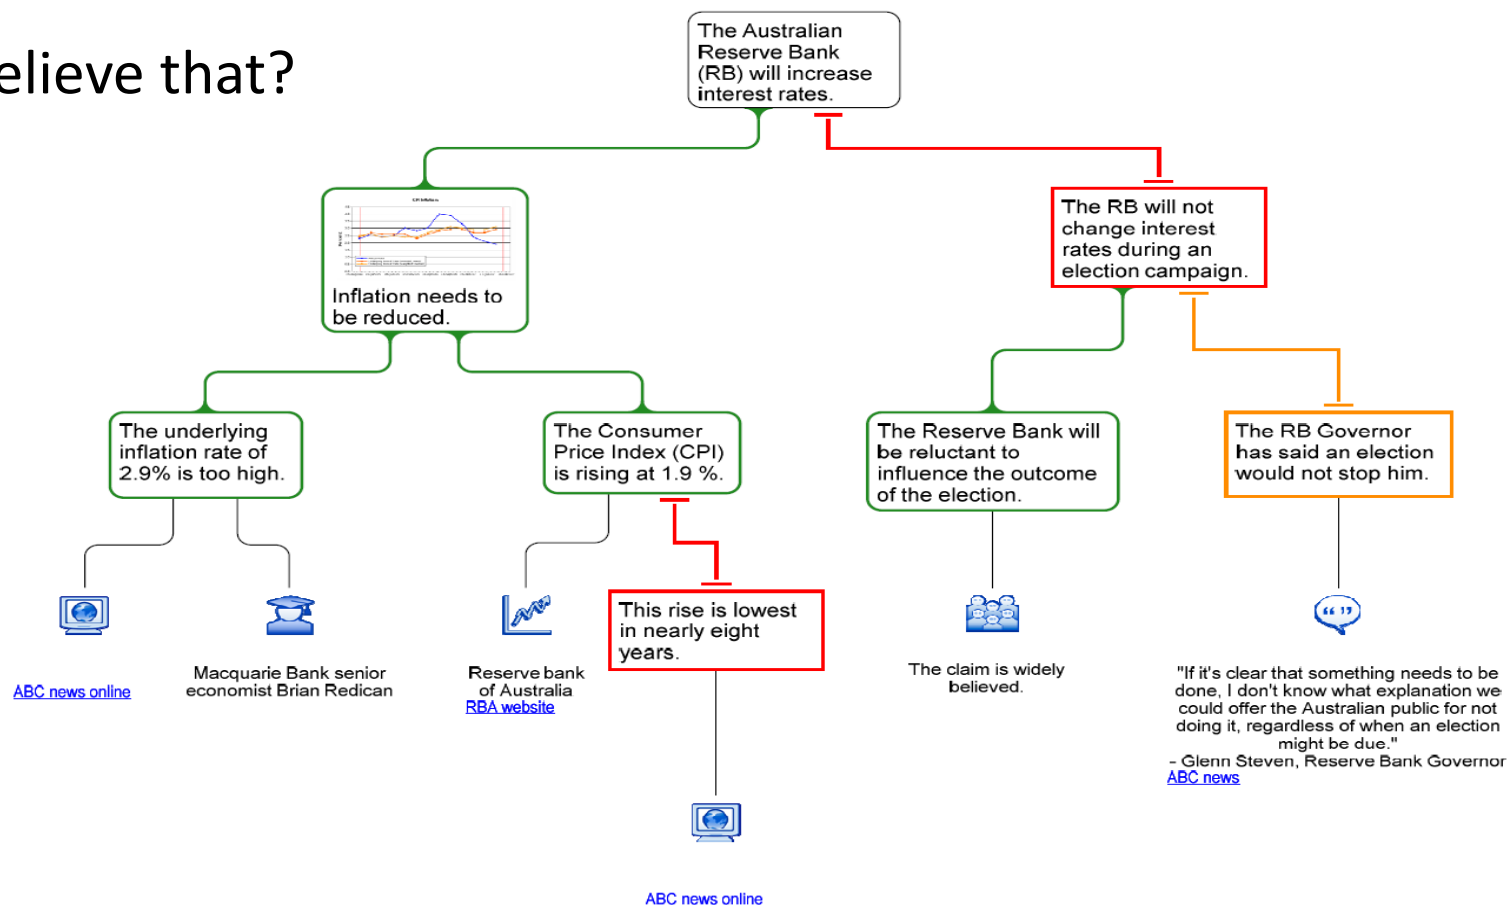 elieve that?
The Australian
Reserve Bank
(RB) will increase
interest rates.
CPI Inflation
Inflation needs to
be reduced.
The RB will not
change interest
rates during an
election campaign.
The underlying
inflation rate of
2.9% is too high.
The Consumer
Price Index (CPI)
is rising at 1.9 %.
The Reserve Bank will
be reluctant to
influence the outcome
of the election.
The RB Governor
has said an election
would not stop him.
This rise is lowest
in nearly eight
years.
ABC news online
Macquarie Bank senior
economist Brian Redican
Reserve bank
of Australia
RBA website
The claim is widely
believed.
"If it's clear that something needs to be
done, I don't know what explanation we
could offer the Australian public for not
doing it, regardless of when an election
might be due."
– Glenn Steven, Reserve Bank Governor
ABC news
ABC news online